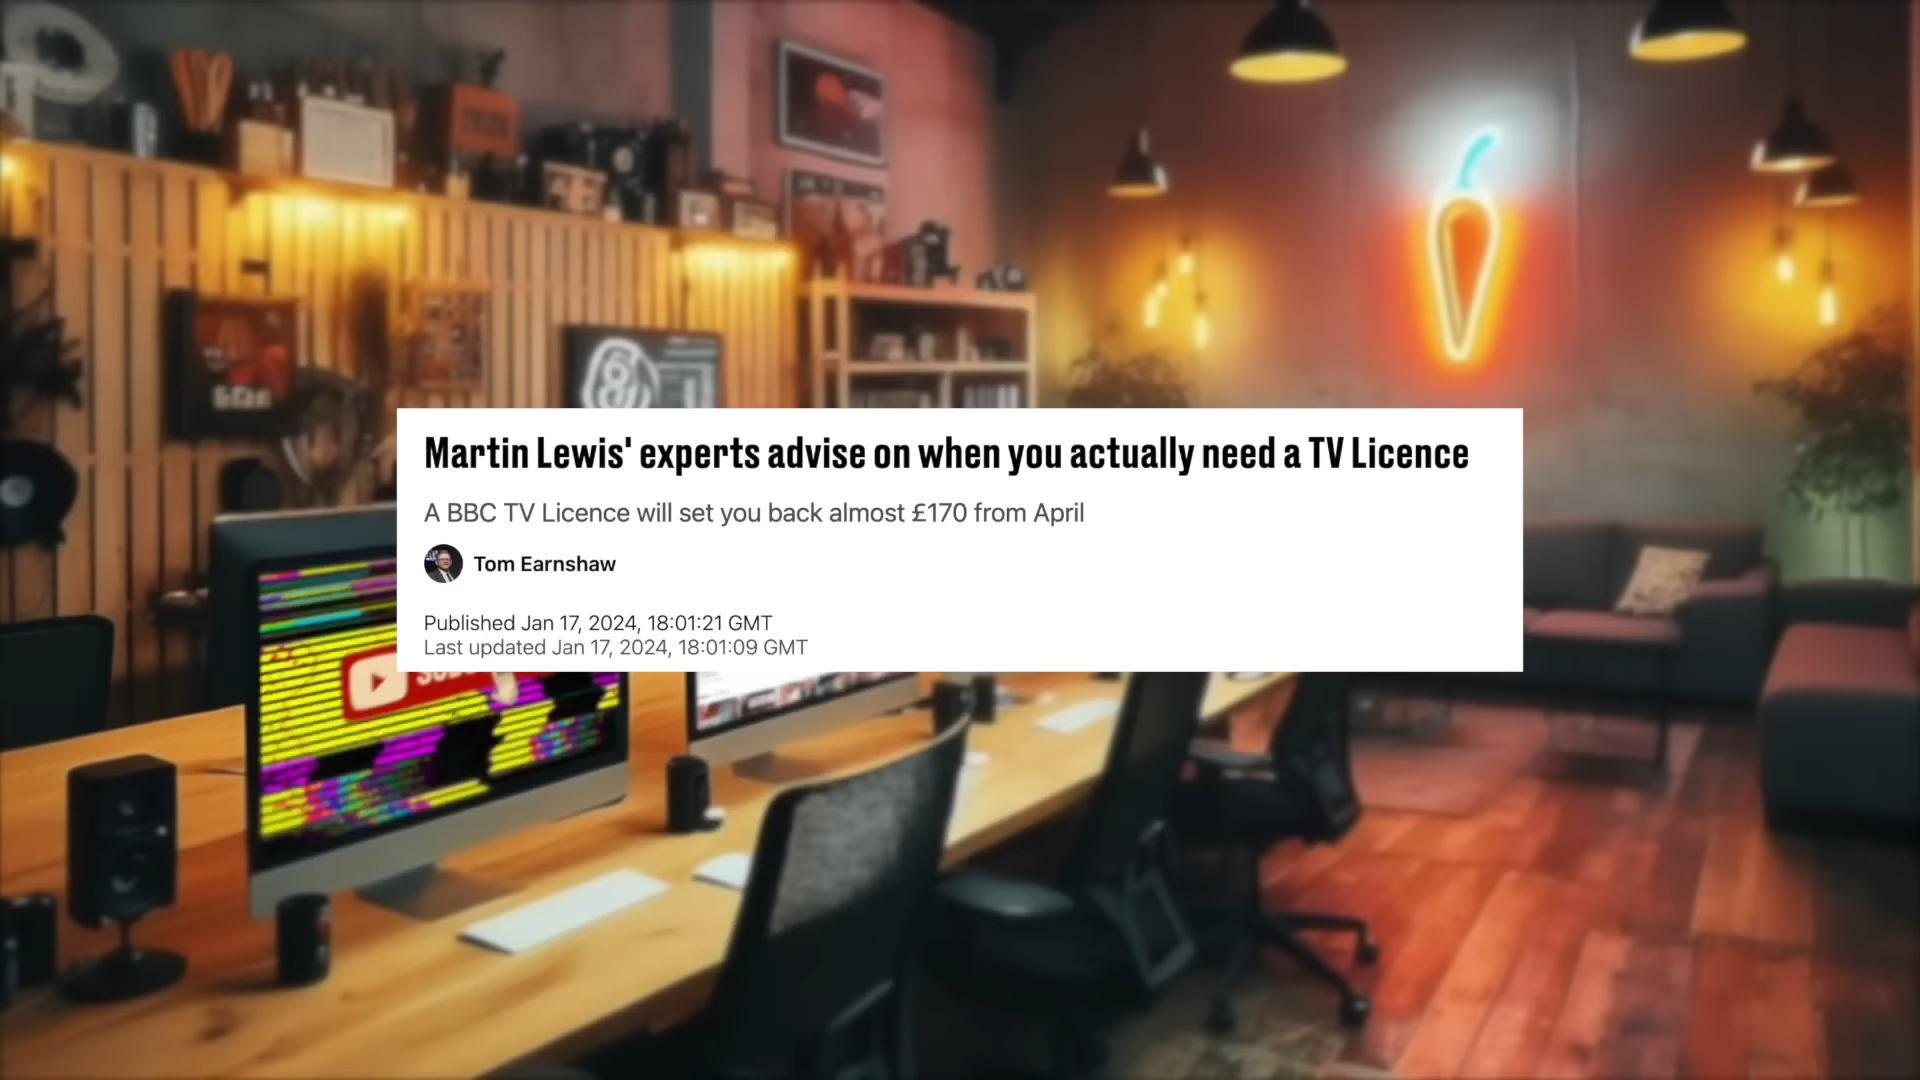 Martin Lewis' experts advise on when you actually need a TV Licence
A BBC TV Licence will set you back almost £170 from April
Tom Earnshaw
Published Jan 17, 2024, 18:01:21 GMT
Last updated Jan 17, 2024, 18:01:09 GMT